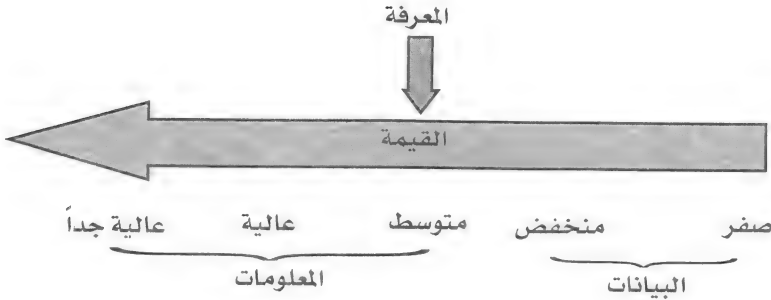 المعرفة
القيمة
صفر منخفض متوسط عالية عالية جداً
البيانات المعلومات